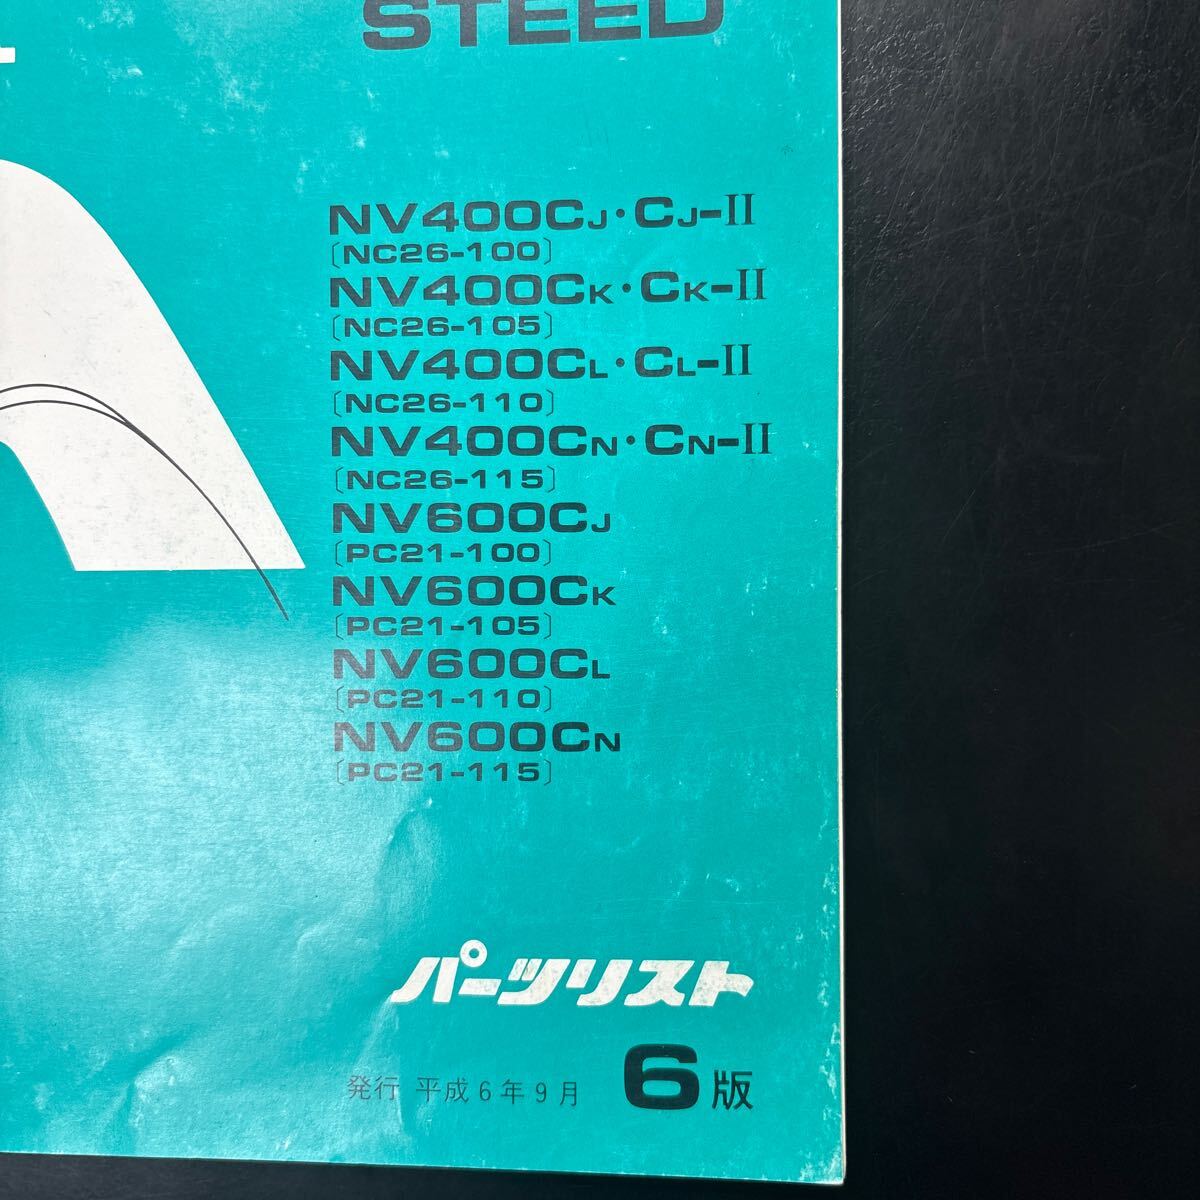 STEED
NV400CJ・CJ-II
〔NC26-100〕
NV400CK・CK-II
〔NC26-105〕
NV400CL・CL-II
〔NC26-110〕
NV400CN・CN-II
〔NC26-115〕
NV600CJ
〔PC21-100〕
NV600CK
〔PC21-105〕
NV600CL
〔PC21-110〕
NV600CN
〔PC21-115〕
パーツリスト
発行 平成6年9月 6版